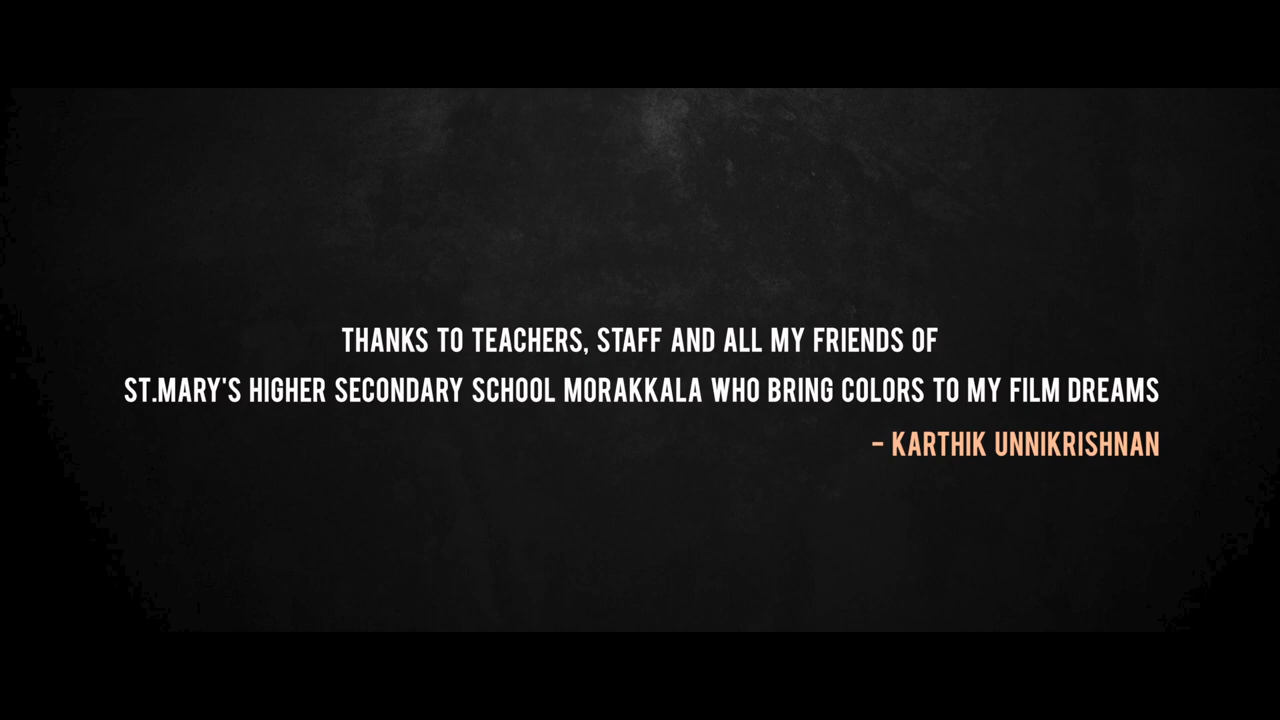 THANKS TO TEACHERS, STAFF AND ALL MY FRIENDS OF
ST.MARY'S HIGHER SECONDARY SCHOOL MORAKKALA WHO BRING COLORS TO MY FILM DREAMS
- KARTHIK UNNIKRISHNAN